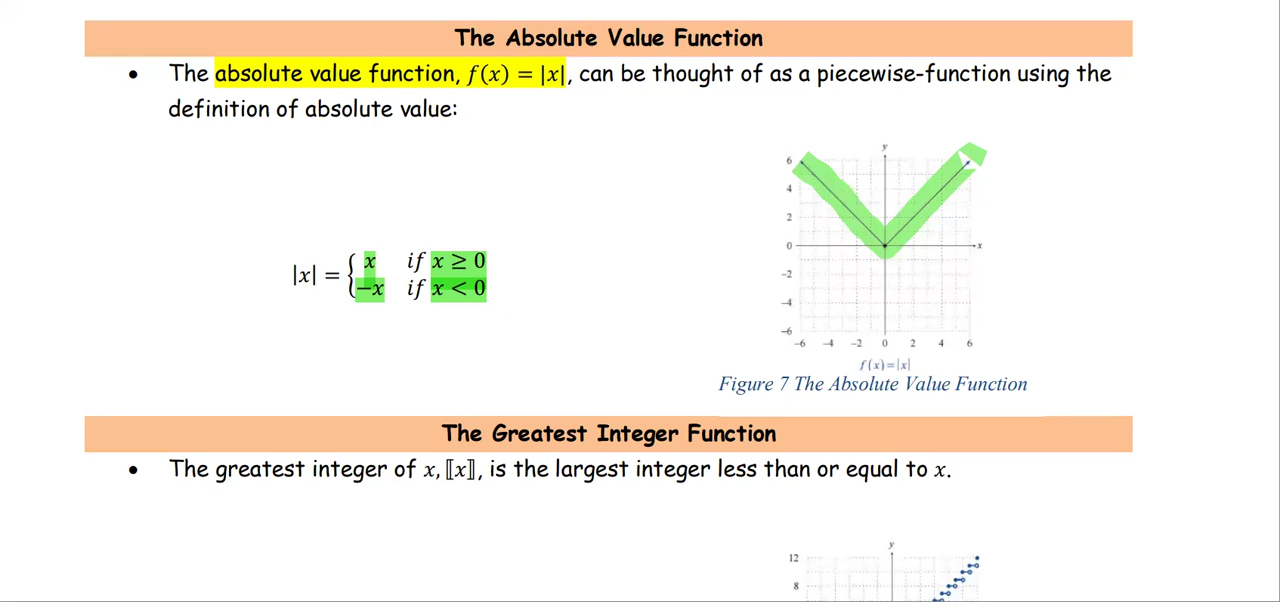 The Absolute Value Function
• The absolute value function, f(x) = |x|, can be thought of as a piecewise-function using the
definition of absolute value:
|x| = { x if x ≥ 0
−x if x < 0
y
6
4
2
0
−2
−4
−6
x
−6 −4 −2 0 2 4 6
f(x)=|x|
Figure 7 The Absolute Value Function
The Greatest Integer Function
• The greatest integer of x, ⟦x⟧, is the largest integer less than or equal to x.
y
12
8